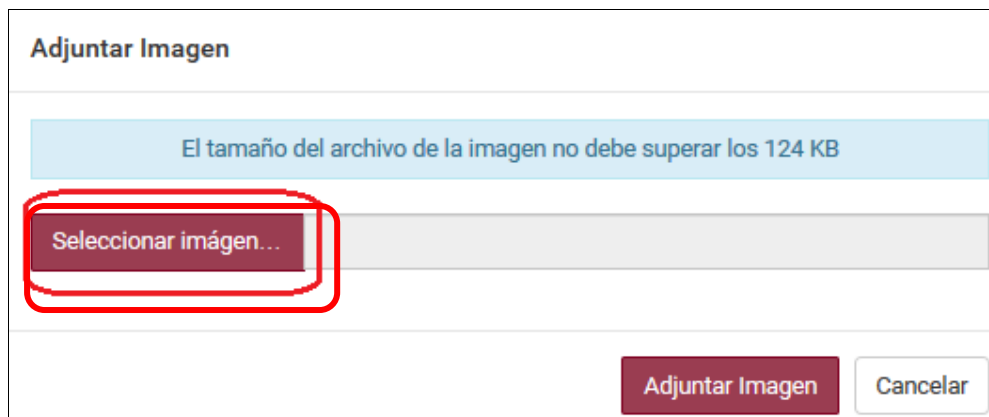 Adjuntar Imagen
El tamaño del archivo de la imagen no debe superar los 124 KB
Seleccionar imágen...
Adjuntar Imagen
Cancelar